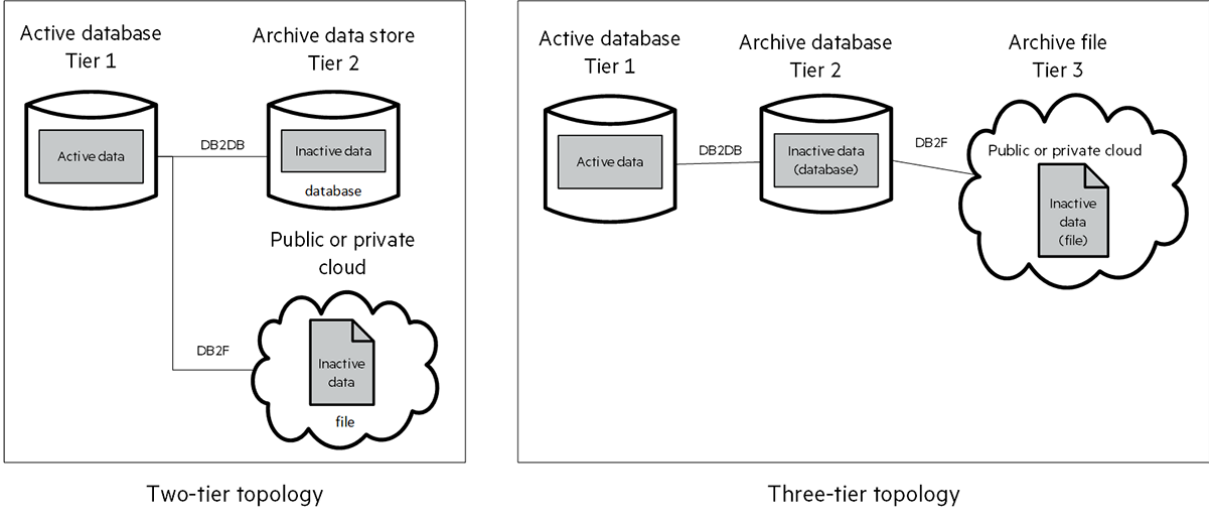 Active database
Tier 1
Archive data store
Tier 2
Active data
DB2DB
Inactive data
database
Public or private
cloud
DB2F
Inactive
data
file
Two-tier topology
Active database
Tier 1
Archive database
Tier 2
Archive file
Tier 3
Active data
DB2DB
Inactive data
(database)
DB2F
Public or private cloud
Inactive
data
(file)
Three-tier topology